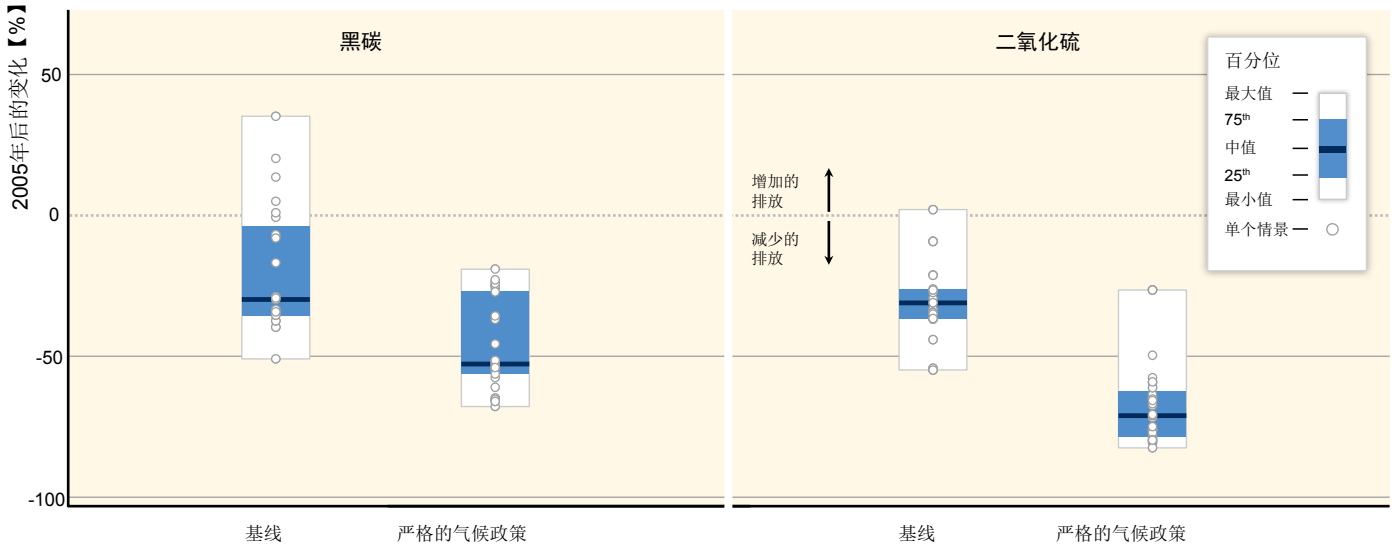 2005年后的变化【%】
黑碳
二氧化硫
50
0
-50
-100
增加的
排放
减少的
排放
百分位
最大值
75th
中值
25th
最小值
单个情景
基线
严格的气候政策
基线
严格的气候政策